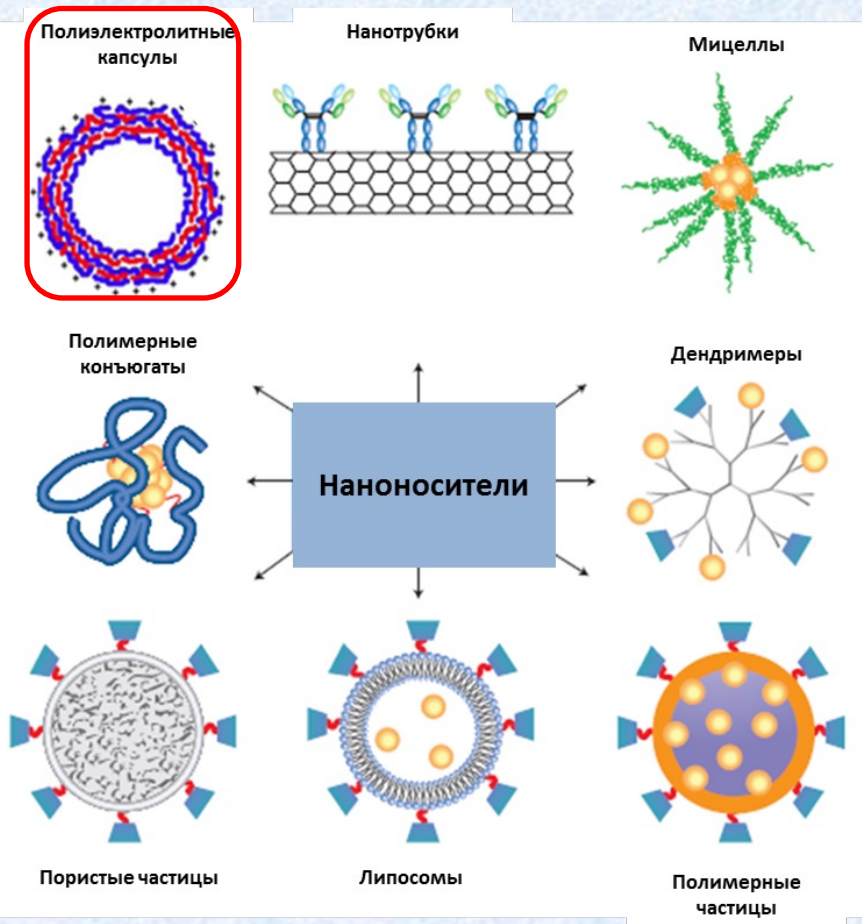 Полиэлектролитные
капсулы
Нанотрубки
Мицеллы
Полимерные
конъюгаты
Дендримеры
Наноносители
Пористые частицы
Липосомы
Полимерные
частицы